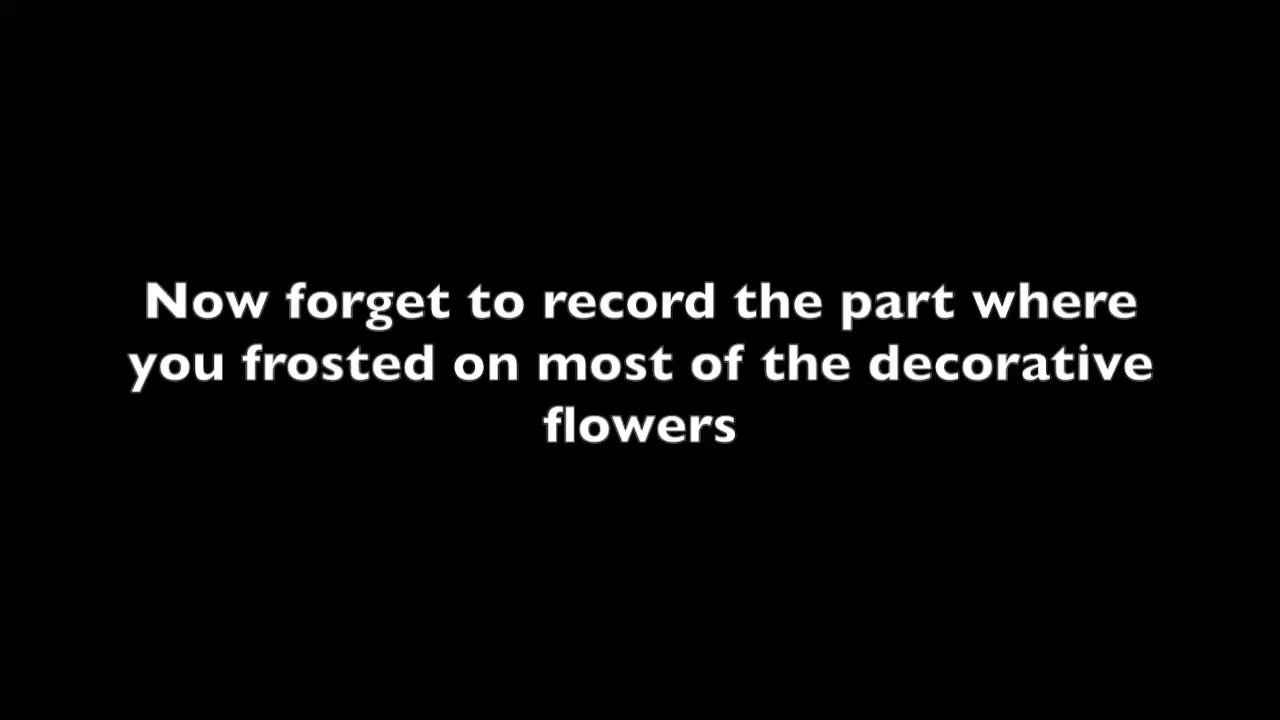 Now forget to record the part where
you frosted on most of the decorative
flowers